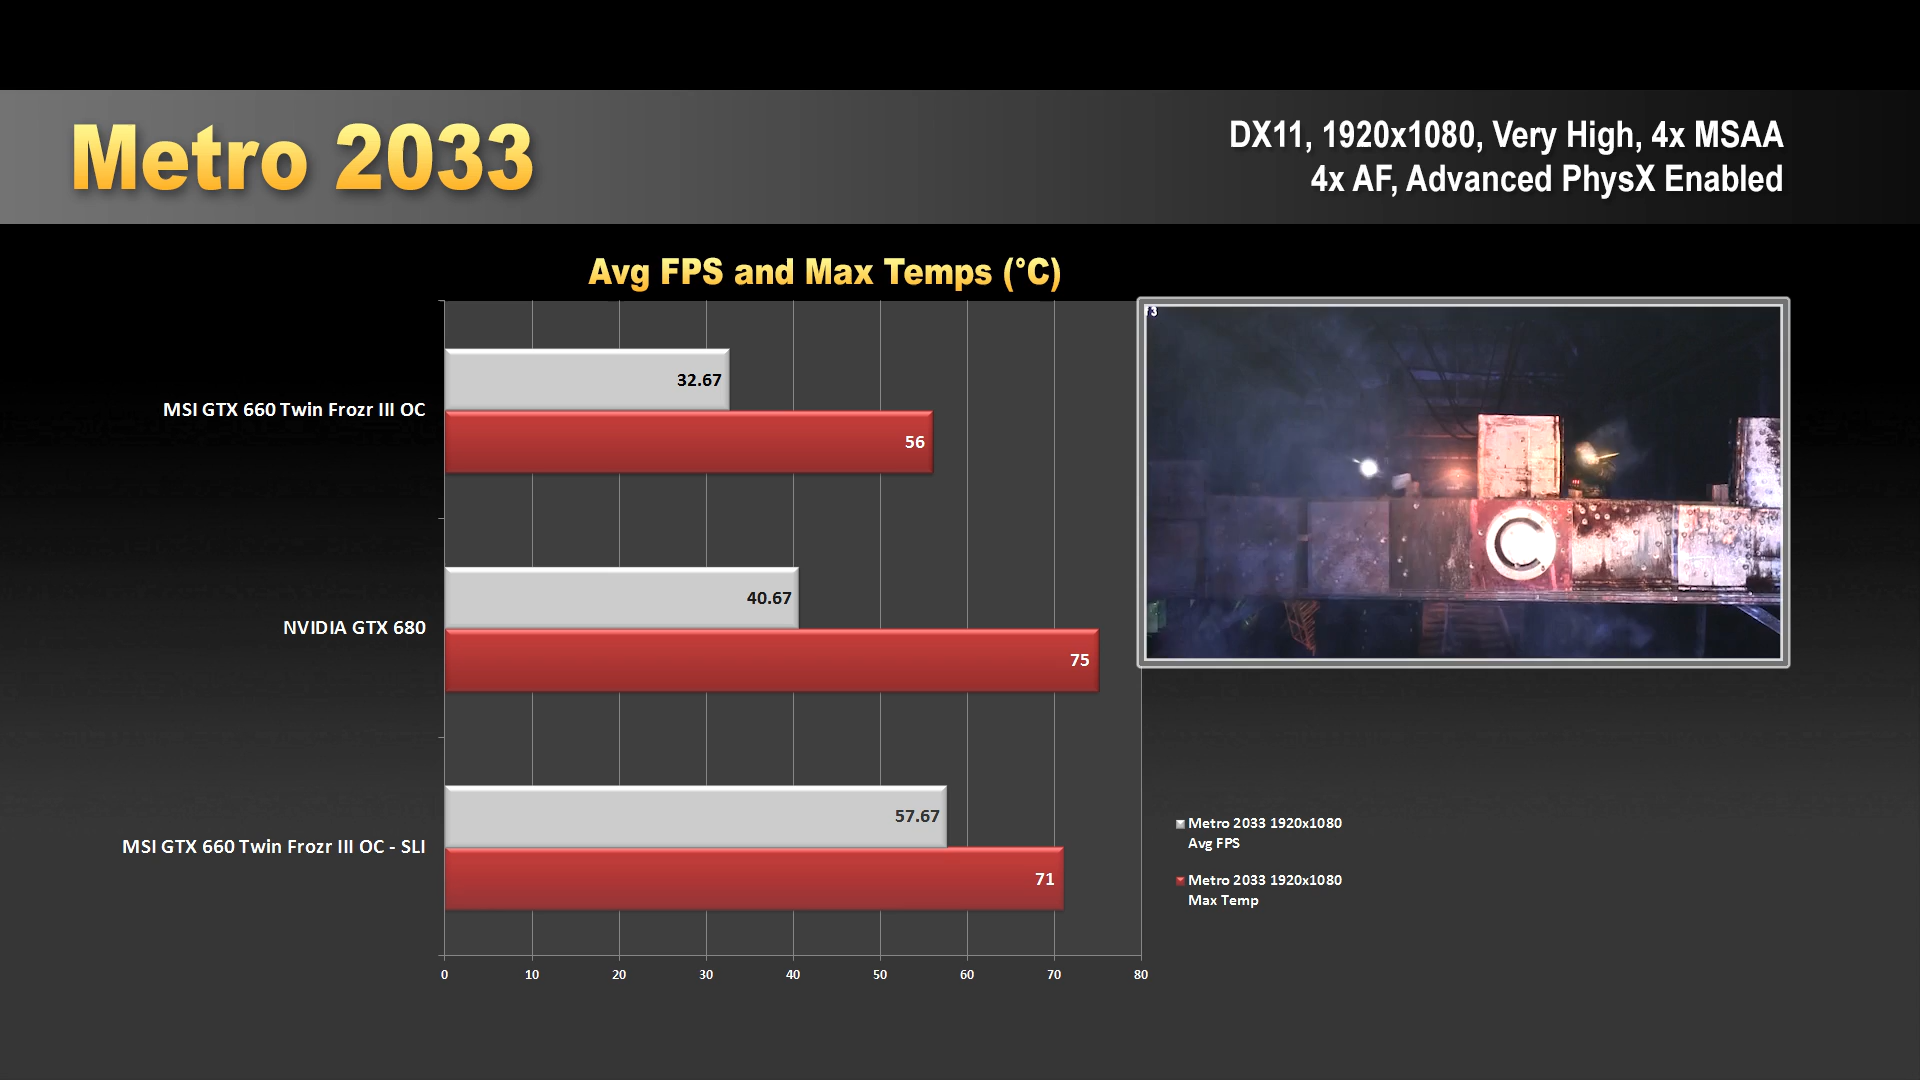 Metro 2033
DX11, 1920x1080, Very High, 4x MSAA
4x AF, Advanced PhysX Enabled
Avg FPS and Max Temps (°C)
MSI GTX 660 Twin Frozr III OC
32.67
56
NVIDIA GTX 680
40.67
75
MSI GTX 660 Twin Frozr III OC - SLI
57.67
71
0 10 20 30 40 50 60 70 80
C
Metro 2033 1920x1080
Avg FPS
Metro 2033 1920x1080
Max Temp